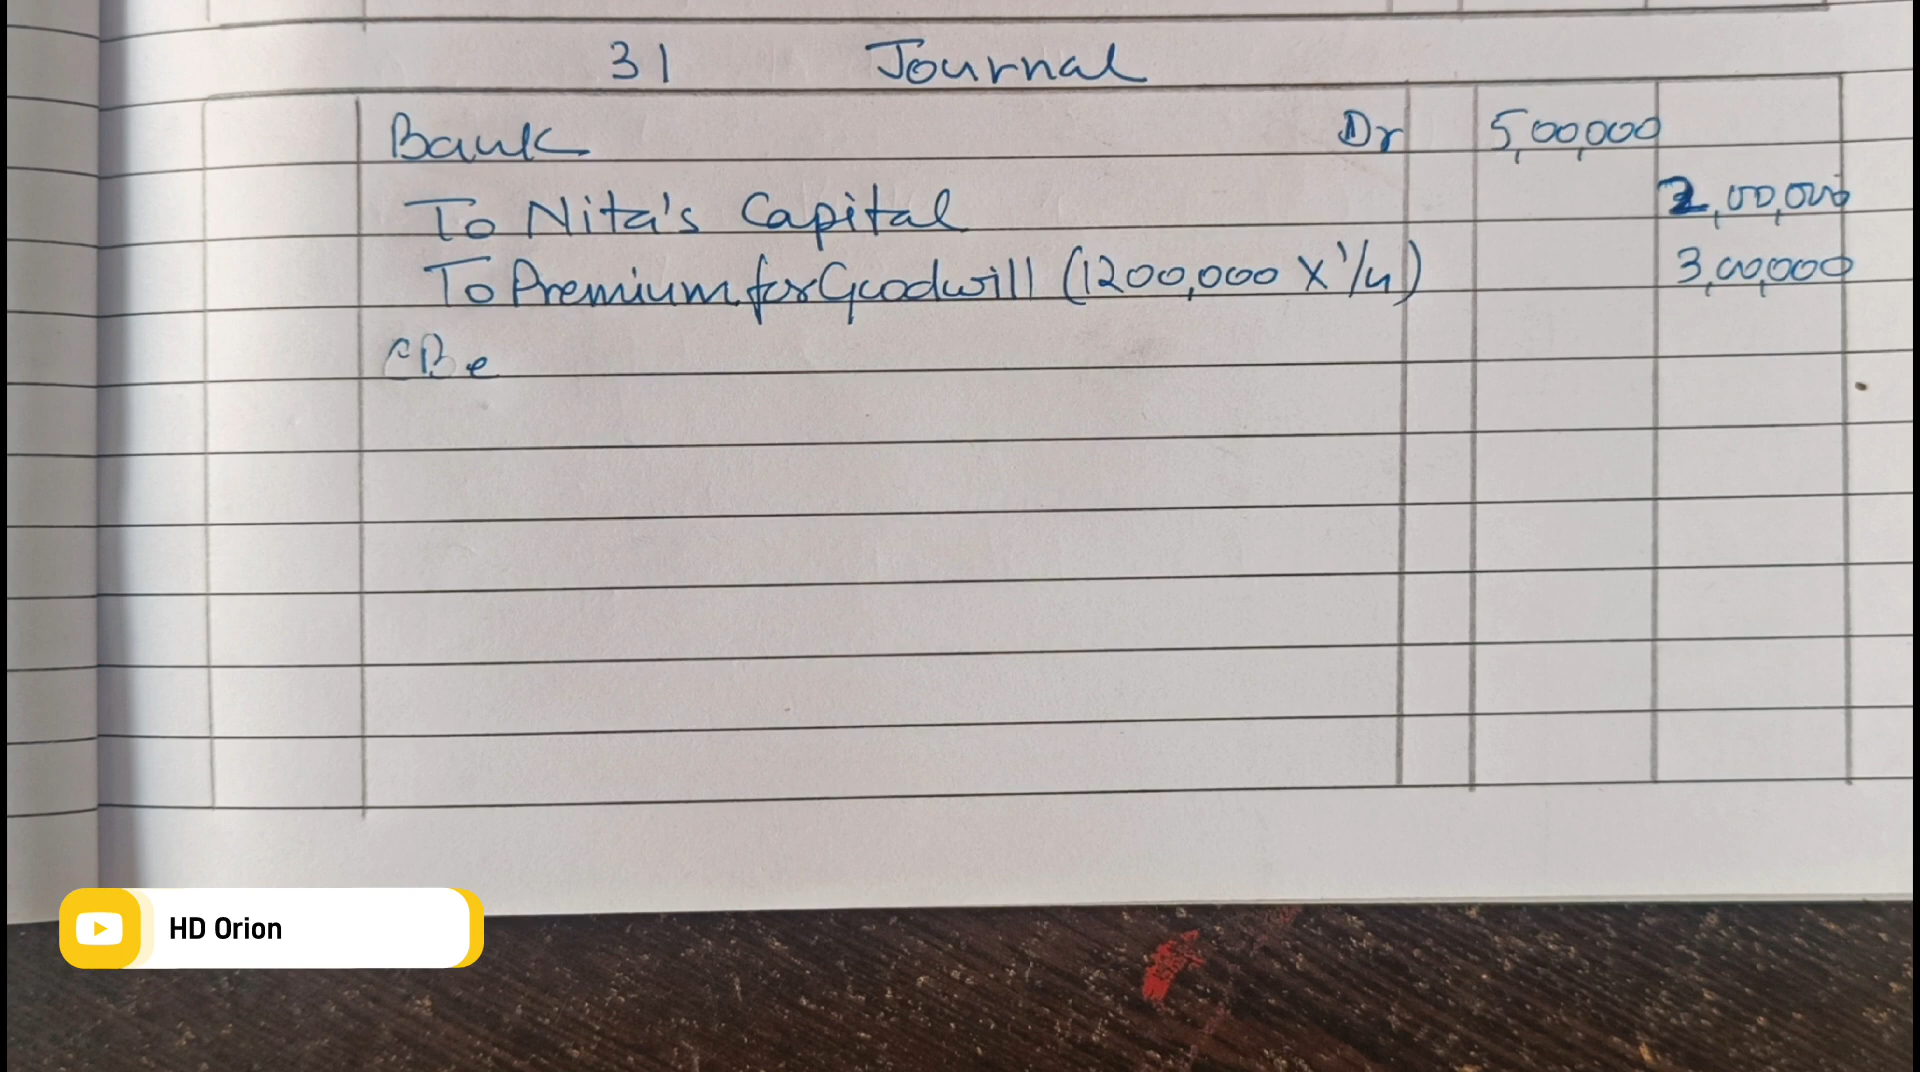 31 Journal
Bank Dr 5,00,000
To Nita's Capital 2,00,000
To Premium for Goodwill (1200,000 X 1/4) 3,00,000
CBe
HD Orion